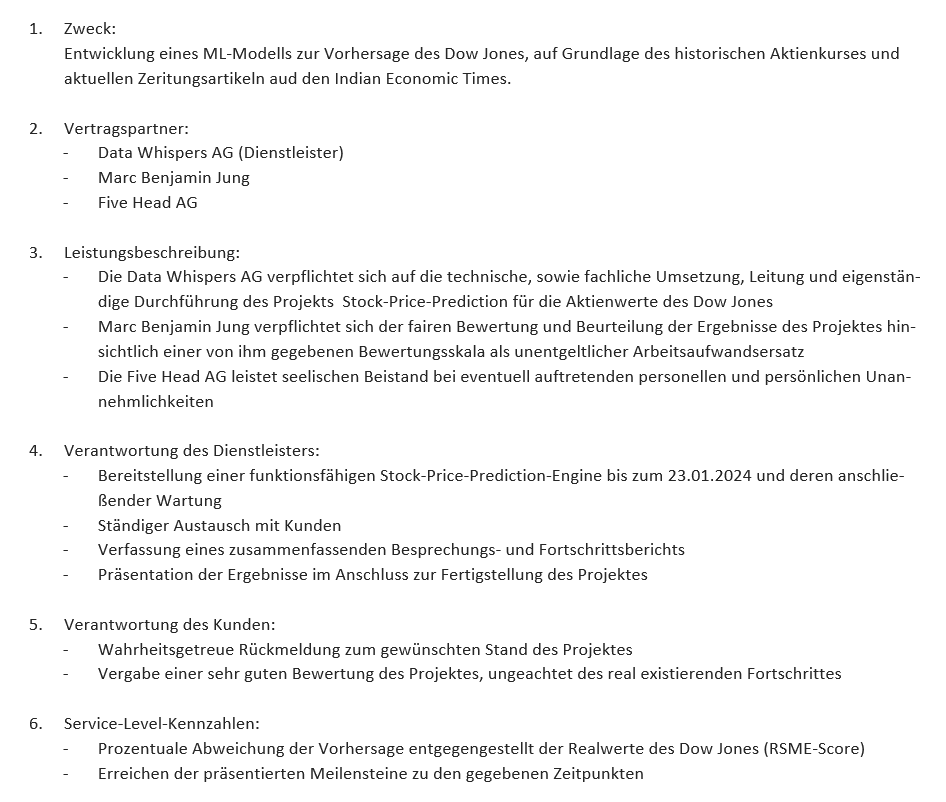 1. Zweck:
Entwicklung eines ML-Modells zur Vorhersage des Dow Jones, auf Grundlage des historischen Aktienkurses und
aktuellen Zeritungsartikeln aud den Indian Economic Times.
2. Vertragspartner:
- Data Whispers AG (Dienstleister)
- Marc Benjamin Jung
- Five Head AG
3. Leistungsbeschreibung:
- Die Data Whispers AG verpflichtet sich auf die technische, sowie fachliche Umsetzung, Leitung und eigenstän-
dige Durchführung des Projekts  Stock-Price-Prediction für die Aktienwerte des Dow Jones
- Marc Benjamin Jung verpflichtet sich der fairen Bewertung und Beurteilung der Ergebnisse des Projektes hin-
sichtlich einer von ihm gegebenen Bewertungsskala als unentgeltlicher Arbeitsaufwandsersatz
- Die Five Head AG leistet seelischen Beistand bei eventuell auftretenden personellen und persönlichen Unan-
nehmlichkeiten
4. Verantwortung des Dienstleisters:
- Bereitstellung einer funktionsfähigen Stock-Price-Prediction-Engine bis zum 23.01.2024 und deren anschlie-
ßender Wartung
- Ständiger Austausch mit Kunden
- Verfassung eines zusammenfassenden Besprechungs- und Fortschrittsberichts
- Präsentation der Ergebnisse im Anschluss zur Fertigstellung des Projektes
5. Verantwortung des Kunden:
- Wahrheitsgetreue Rückmeldung zum gewünschten Stand des Projektes
- Vergabe einer sehr guten Bewertung des Projektes, ungeachtet des real existierenden Fortschrittes
6. Service-Level-Kennzahlen:
- Prozentuale Abweichung der Vorhersage entgegengestellt der Realwerte des Dow Jones (RSME-Score)
- Erreichen der präsentierten Meilensteine zu den gegebenen Zeitpunkten